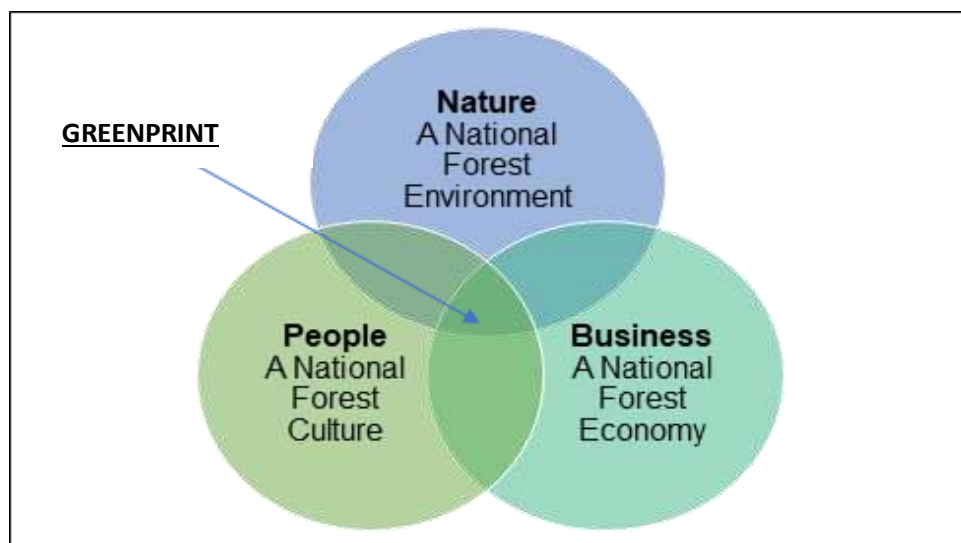 GREENPRINT
Nature
A National
Forest
Environment
People
A National
Forest
Culture
Business
A National
Forest
Economy